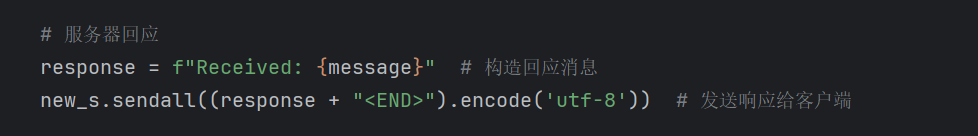 # 服务器回应
response = f"Received: {message}"  # 构造回应消息
new_s.sendall((response + "<END>").encode('utf-8'))  # 发送响应给客户端